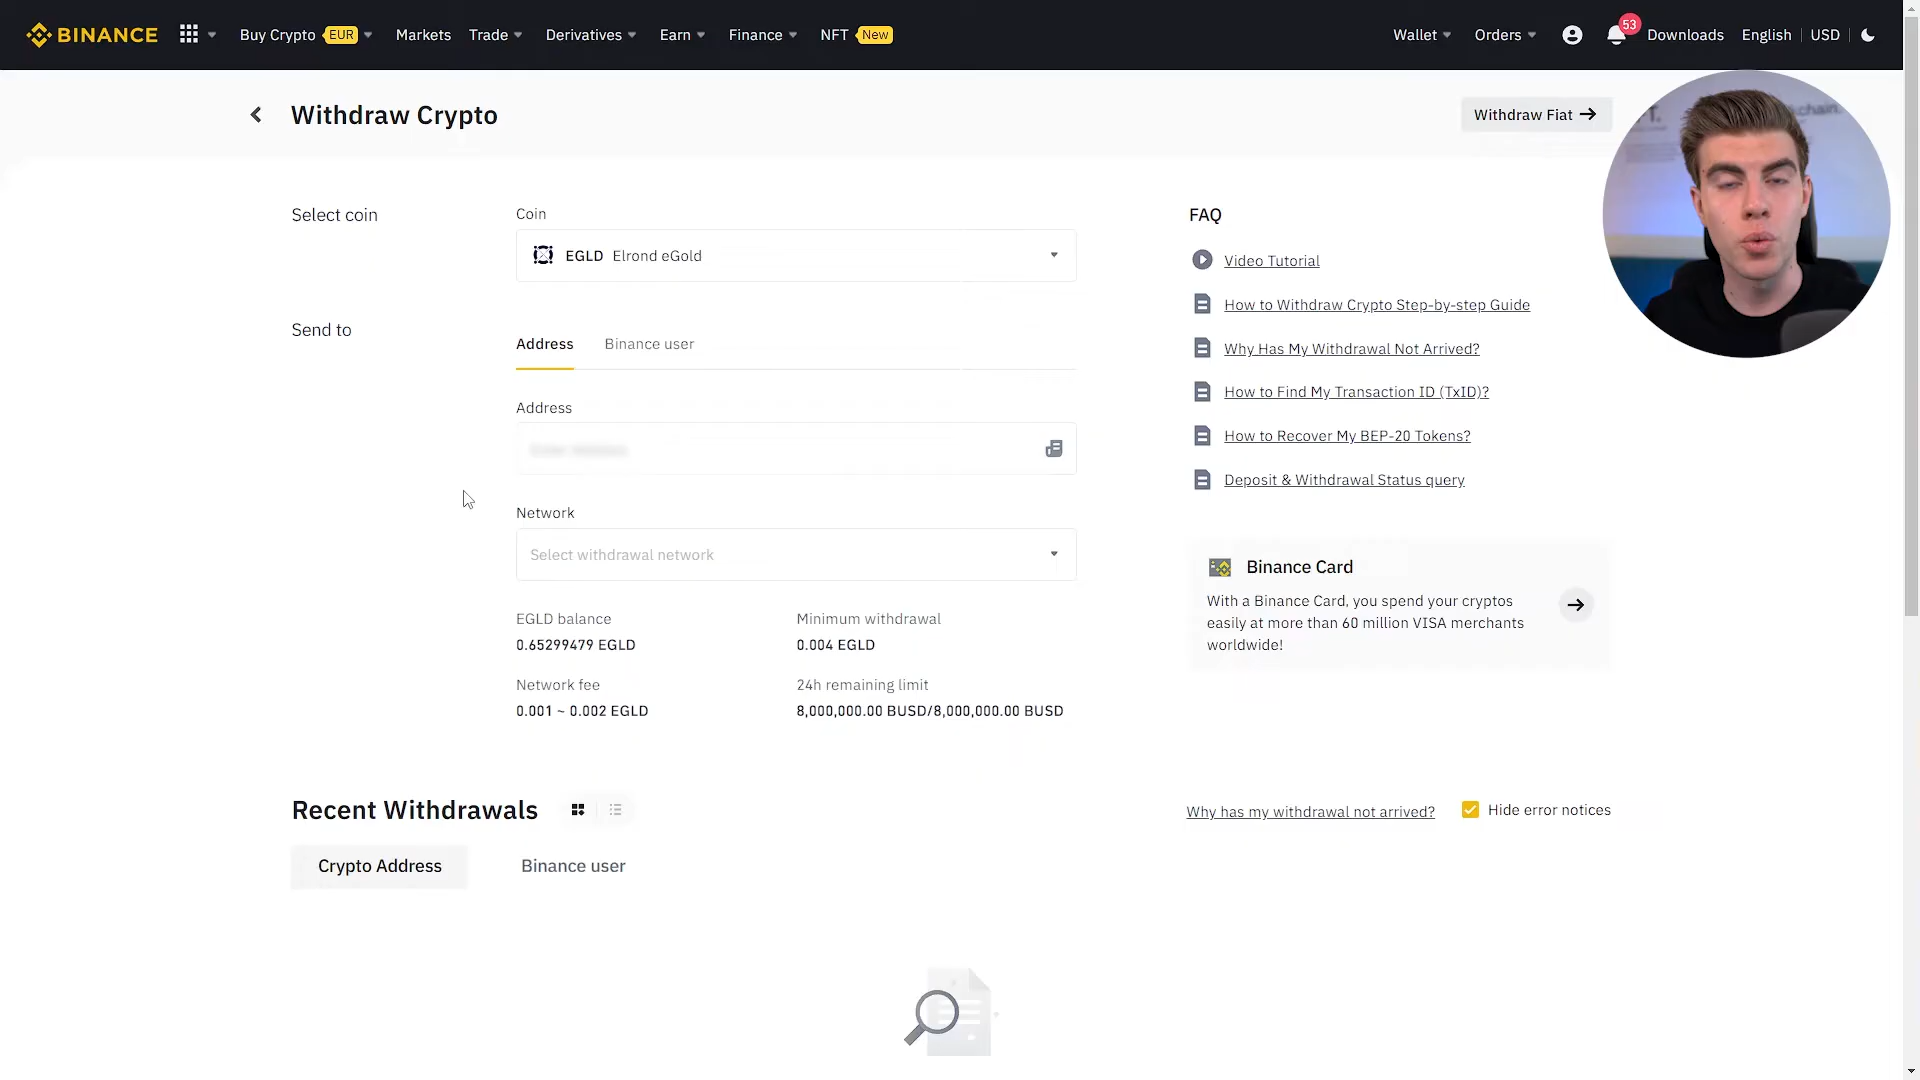 BINANCE
Buy Crypto EUR Markets Trade Derivatives Earn Finance NFT New
Wallet Orders 53 Downloads English USD
Withdraw Crypto
Withdraw Fiat
Select coin
Coin
EGLD Elrond eGold
Send to
Address Binance user
Address
Network
Select withdrawal network
EGLD balance
0.65299479 EGLD
Minimum withdrawal
0.004 EGLD
Network fee
0.001 ~ 0.002 EGLD
24h remaining limit
8,000,000.00 BUSD/8,000,000.00 BUSD
FAQ
Video Tutorial
How to Withdraw Crypto Step-by-step Guide
Why Has My Withdrawal Not Arrived?
How to Find My Transaction ID (TxID)?
How to Recover My BEP-20 Tokens?
Deposit & Withdrawal Status query
Binance Card
With a Binance Card, you spend your cryptos
easily at more than 60 million VISA merchants
worldwide!
Recent Withdrawals
Why has my withdrawal not arrived?
Hide error notices
Crypto Address Binance user